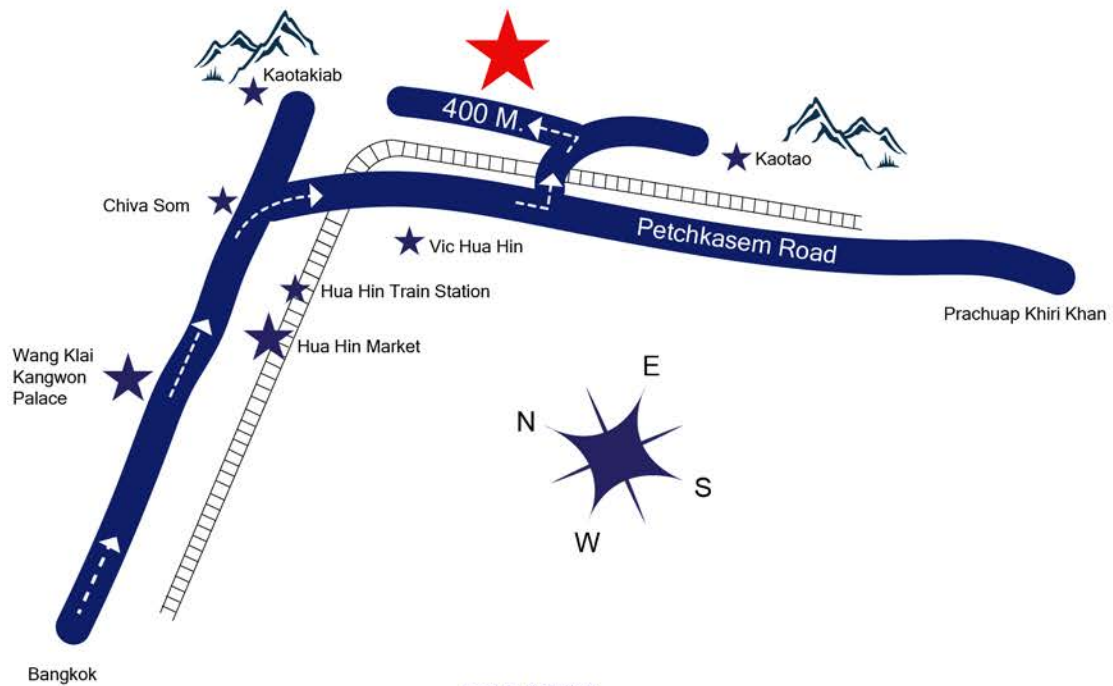 Kaotakiab
400 M.
Kaotao
Chiva Som
Petchkasem Road
Vic Hua Hin
Hua Hin Train Station
Prachuap Khiri Khan
Hua Hin Market
Wang Klai
Kangwon
Palace
E
N
S
W
Bangkok